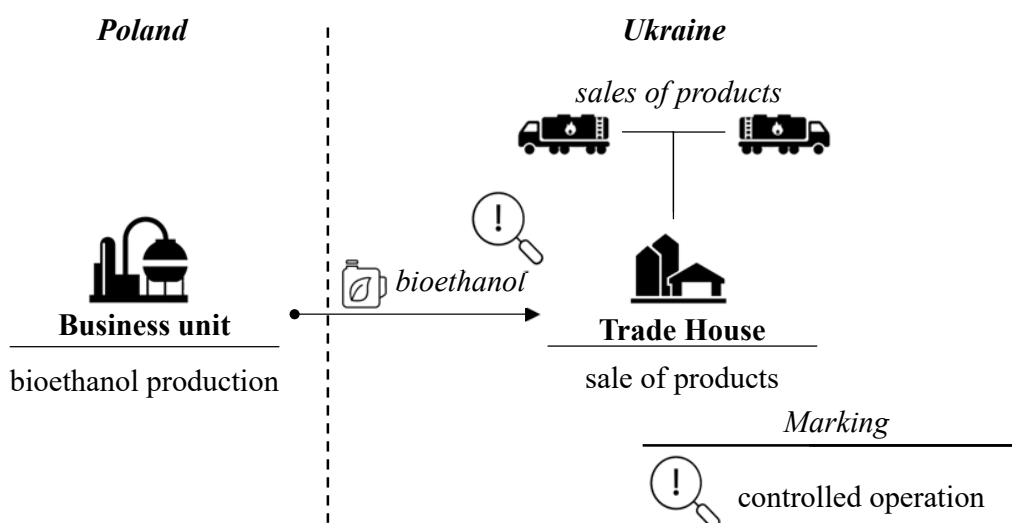 Poland
Ukraine
sales of products
!
bioethanol
Business unit
Trade House
bioethanol production
sale of products
Marking
!
controlled operation